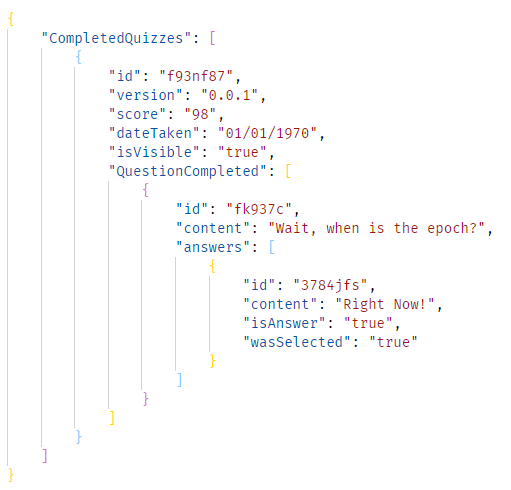 {
    "CompletedQuizzes": [
        {
            "id": "f93nf87",
            "version": "0.0.1",
            "score": "98",
            "dateTaken": "01/01/1970",
            "isVisible": "true",
            "QuestionCompleted": [
                {
                    "id": "fk937c",
                    "content": "Wait, when is the epoch?",
                    "answers": [
                        {
                            "id": "3784jfs",
                            "content": "Right Now!",
                            "isAnswer": "true",
                            "wasSelected": "true"
                        }
                    ]
                }
            ]
        }
    ]
}